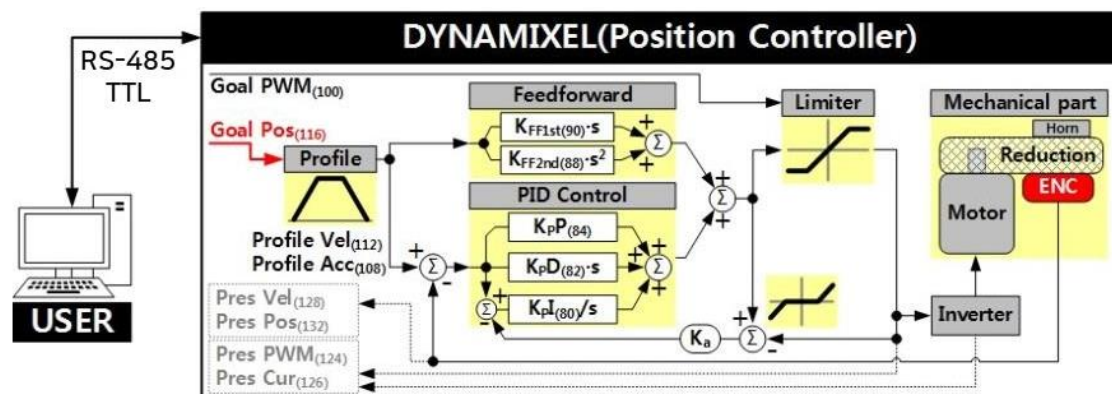 DYNAMIXEL(Position Controller)
RS-485
TTL
USER
Goal PWM(100)
Goal Pos(116)
Profile
Profile Vel(112)
Profile Acc(108)
Pres Vel(128)
Pres Pos(132)
Pres PWM(124)
Pres Cur(126)
Feedforward
KFF1st(90)·s
KFF2nd(88)·s²
+
+
Σ
PID Control
KPP(84)
KPD(82)·s
KPI(80)/s
+
+
+
Σ
+
-
Σ
+
-
Σ
+
+
Σ
Ka
+
-
Σ
Limiter
Mechanical part
Horn
Reduction
ENC
Motor
Inverter